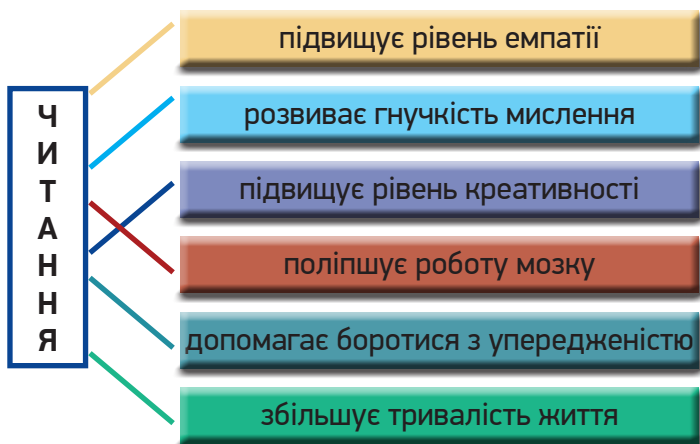 ЧИТАННЯ
підвищує рівень емпатії
розвиває гнучкість мислення
підвищує рівень креативності
поліпшує роботу мозку
допомагає боротися з упередженістю
збільшує тривалість життя